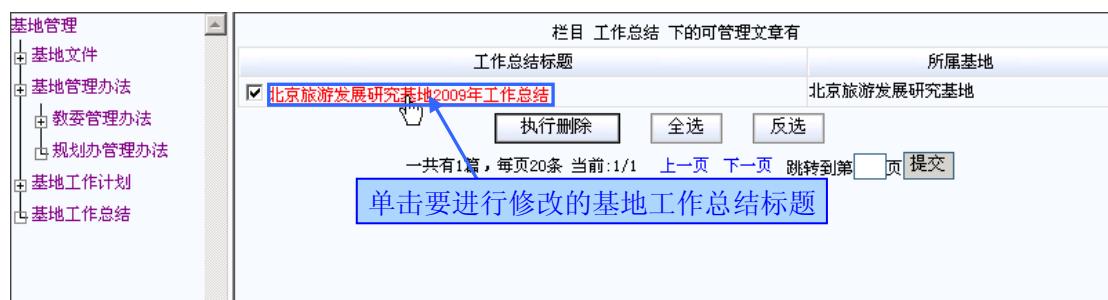 基地管理
基地文件
基地管理办法
教委管理办法
规划办管理办法
基地工作计划
基地工作总结
栏目 工作总结 下的可管理文章有
工作总结标题 所属基地
北京旅游发展研究基地2009年工作总结 北京旅游发展研究基地
执行删除 全选 反选
一共有1篇，每页20条 当前:1/1 上一页 下一页 跳转到第 页 提交
单击要进行修改的基地工作总结标题